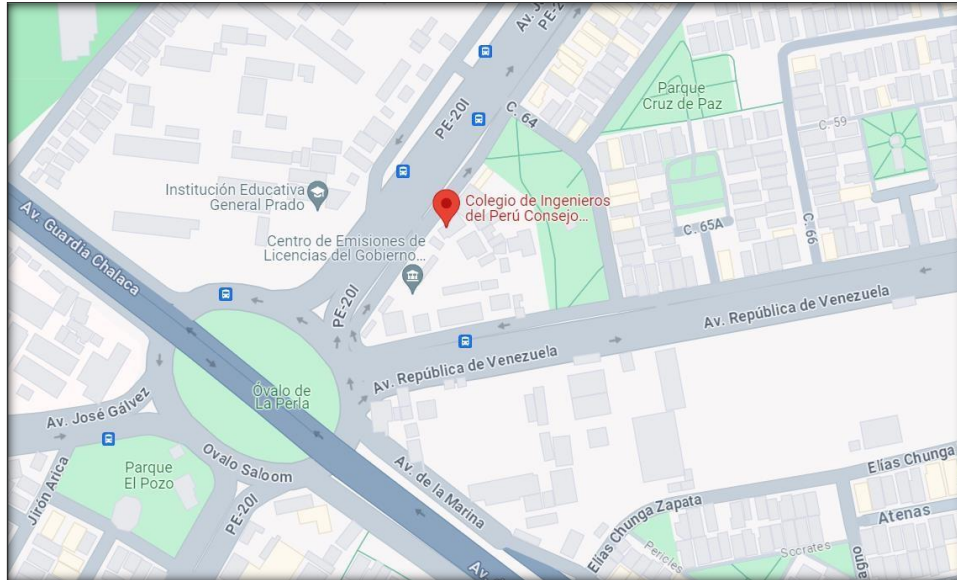 Av. J
PE-2
PE-20I
C. 64
Parque
Cruz de Paz
C. 59
Institución Educativa
General Prado
Colegio de Ingenieros
del Perú Consejo...
Centro de Emisiones de
Licencias del Gobierno...
C. 65A
C. 66
Av. Guardia Chalaca
PE-20I
Av. República de Venezuela
Av. República de Venezuela
Óvalo de
La Perla
Av. José Gálvez
Ovalo Saloom
Av. de la Marina
Parque
El Pozo
Jirón Arica
PE-20I
Elías Chunga
Elías Chunga Zapata
Atenas
Pericles
Socrates
agno
Av.